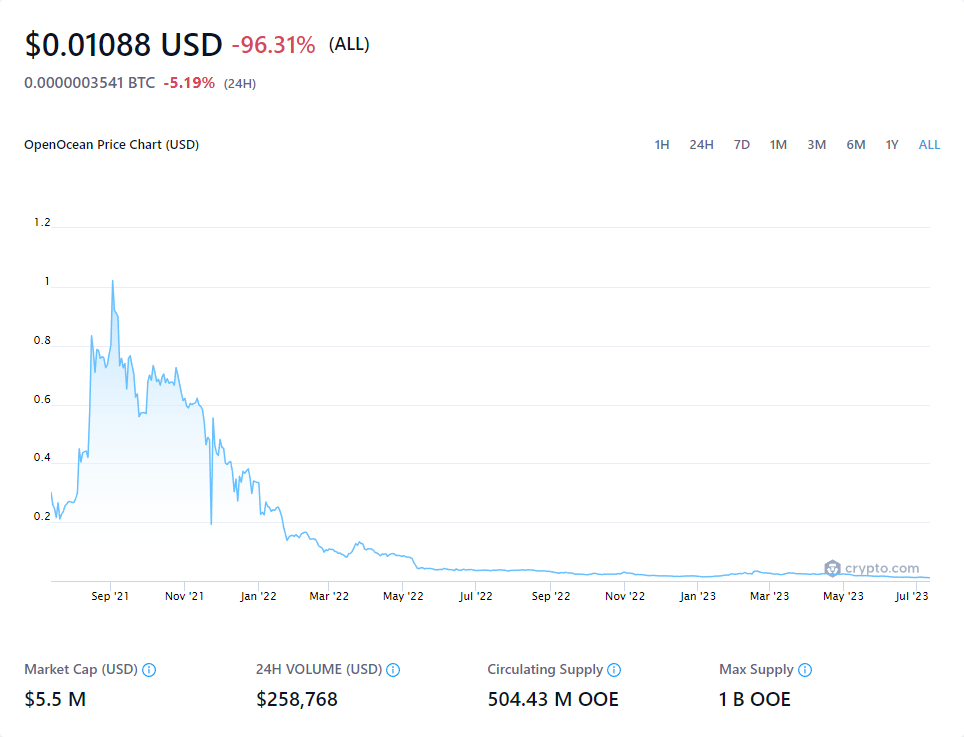 $0.01088 USD -96.31% (ALL)
0.0000003541 BTC -5.19% (24H)
OpenOcean Price Chart (USD) 1H 24H 7D 1M 3M 6M 1Y ALL
1.2
1
0.8
0.6
0.4
0.2
crypto.com
Sep '21 Nov '21 Jan '22 Mar '22 May '22 Jul '22 Sep '22 Nov '22 Jan '23 Mar '23 May '23 Jul '23
Market Cap (USD) 24H VOLUME (USD) Circulating Supply Max Supply
$5.5 M $258,768 504.43 M OOE 1 B OOE